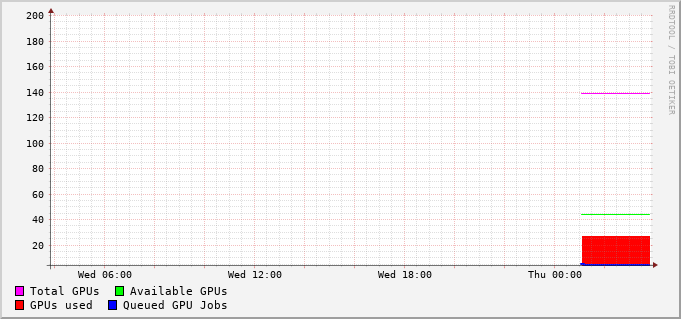 200
180
160
140
120
100
80
60
40
20
Wed 06:00 Wed 12:00 Wed 18:00 Thu 00:00
Total GPUs Available GPUs
GPUs used Queued GPU Jobs
RRDTOOL / TOBI OETIKER